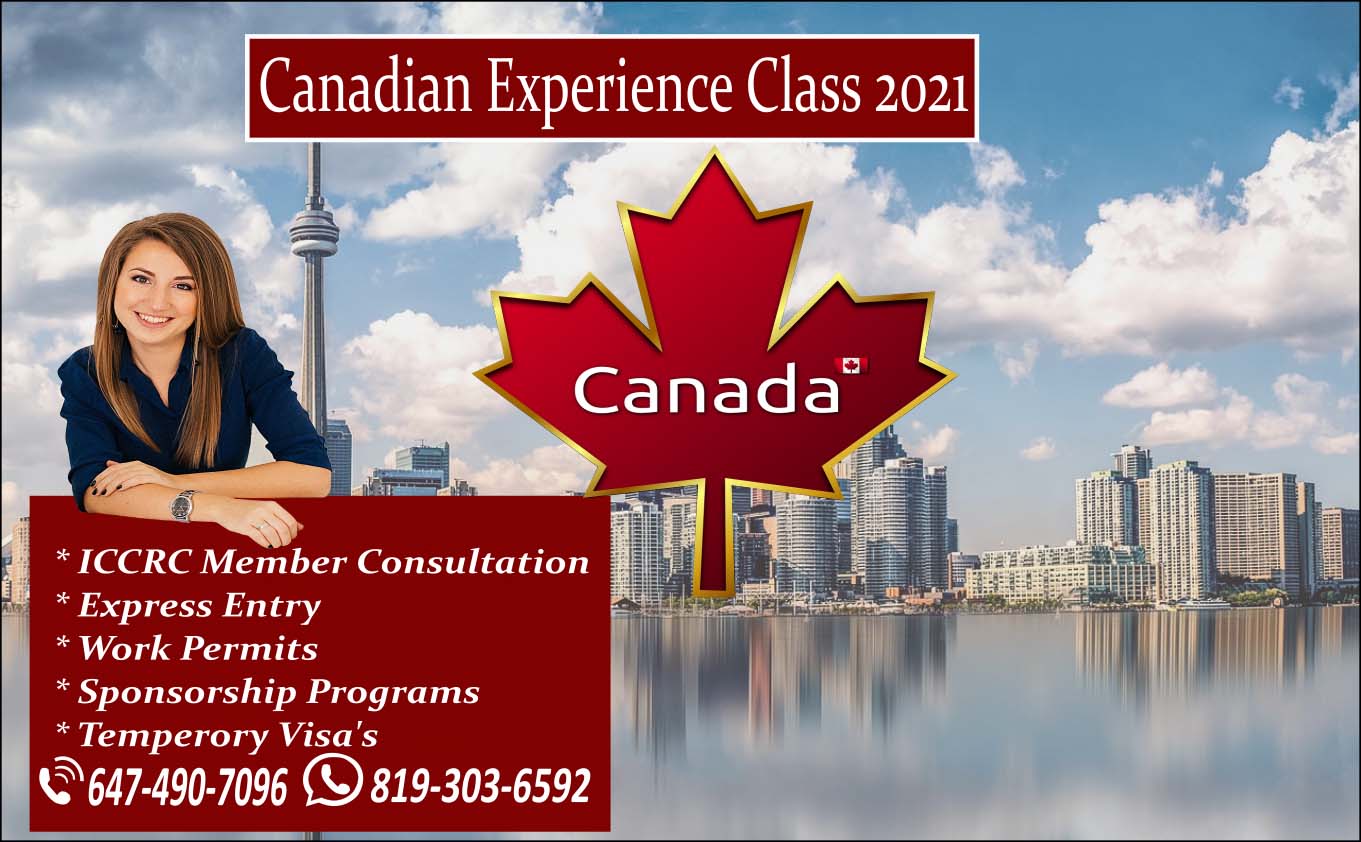 Canadian Experience Class 2021
Canada
* ICCRC Member Consultation
* Express Entry
* Work Permits
* Sponsorship Programs
* Temperory Visa's
647-490-7096 819-303-6592